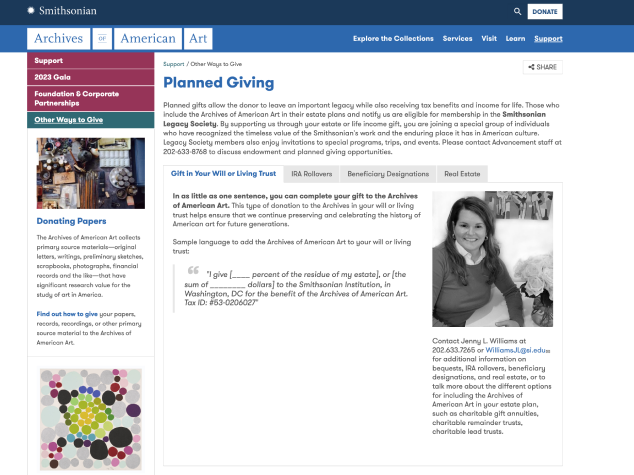 Smithsonian
DONATE
Archives OF American Art
Explore the Collections Services Visit Learn Support
Support
2023 Gala
Foundation & Corporate
Partnerships
Other Ways to Give
Donating Papers
The Archives of American Art collects
primary source materials—original
letters, writings, preliminary sketches,
scrapbooks, photographs, financial
records and the like—that have
significant research value for the
study of art in America.
Find out how to give your papers,
records, recordings, or other primary
source material to the Archives of
American Art.
Support / Other Ways to Give
SHARE
Planned Giving
Planned gifts allow the donor to leave an important legacy while also receiving tax benefits and income for life. Those who
include the Archives of American Art in their estate plans and notify us are eligible for membership in the Smithsonian
Legacy Society. By supporting us through your estate or life income gift, you are joining a special group of individuals
who have recognized the timeless value of the Smithsonian's work and the enduring place it has in American culture.
Legacy Society members also enjoy invitations to special programs, trips, and events. Please contact Advancement staff at
202-633-8768 to discuss endowment and planned giving opportunities.
Gift in Your Will or Living Trust IRA Rollovers Beneficiary Designations Real Estate
In as little as one sentence, you can complete your gift to the Archives
of American Art. This type of donation to the Archives in your will or living
trust helps ensure that we continue preserving and celebrating the history of
American art for future generations.
Sample language to add the Archives of American Art to your will or living
trust:
"I give [____ percent of the residue of my estate], or [the
sum of ________ dollars] to the Smithsonian Institution, in
Washington, DC for the benefit of the Archives of American Art.
Tax ID: #53-0206027"
Contact Jenny L. Williams at
202.633.7265 or WilliamsJL@si.edu
for additional information on
bequests, IRA rollovers, beneficiary
designations, and real estate, or to
talk more about the different options
for including the Archives of
American Art in your estate plan,
such as charitable gift annuities,
charitable remainder trusts,
charitable lead trusts.